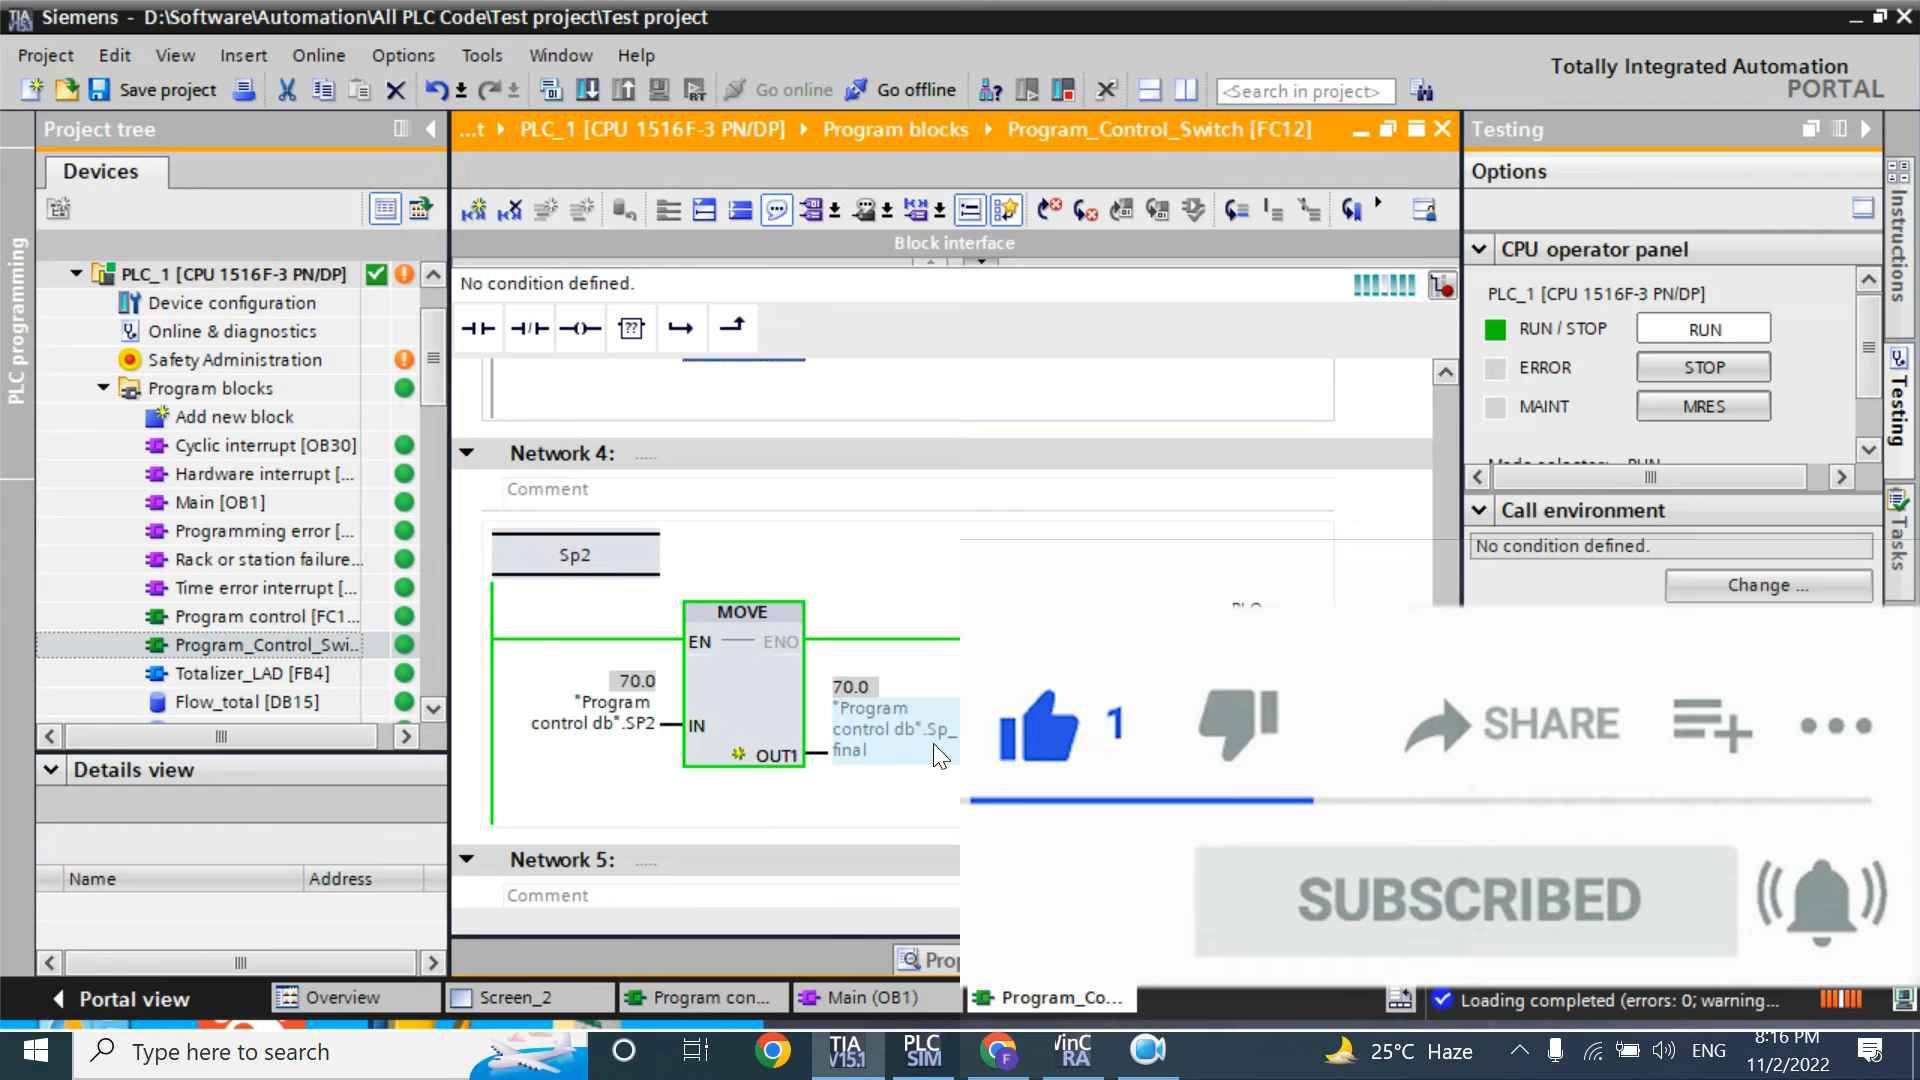 TIA
V15.1
Siemens - D:\Software\Automation\All PLC Code\Test project\Test project
Project Edit View Insert Online Options Tools Window Help
Totally Integrated Automation
PORTAL
Save project
Go online
Go offline
<Search in project>
Project tree
...t PLC_1 [CPU 1516F-3 PN/DP] Program blocks Program_Control_Switch [FC12]
Testing
Devices
Options
PLC programming
Block interface
PLC_1 [CPU 1516F-3 PN/DP]
Device configuration
Online & diagnostics
Safety Administration
Program blocks
Add new block
Cyclic interrupt [OB30]
Hardware interrupt [...
Main [OB1]
Programming error [...
Rack or station failure...
Time error interrupt [...
Program control [FC1...
Program_Control_Swi...
Totalizer_LAD [FB4]
Flow_total [DB15]
Details view
Name Address
No condition defined.
??
Network 4: .....
Comment
Sp2
MOVE
EN ENO
70.0
"Program
control db".SP2
IN
OUT1
70.0
"Program
control db".Sp_
final
Network 5: .....
Comment
CPU operator panel
PLC_1 [CPU 1516F-3 PN/DP]
RUN / STOP RUN
ERROR STOP
MAINT MRES
Call environment
No condition defined.
Change ...
Instructions
Testing
Tasks
1
SHARE
SUBSCRIBED
Portal view
Overview
Screen_2
Program con...
Main (OB1)
Program_Co...
Loading completed (errors: 0; warning...
Type here to search
TIA
V15.1
PLC
SIM
F
25°C Haze
ENG
8:16 PM
11/2/2022